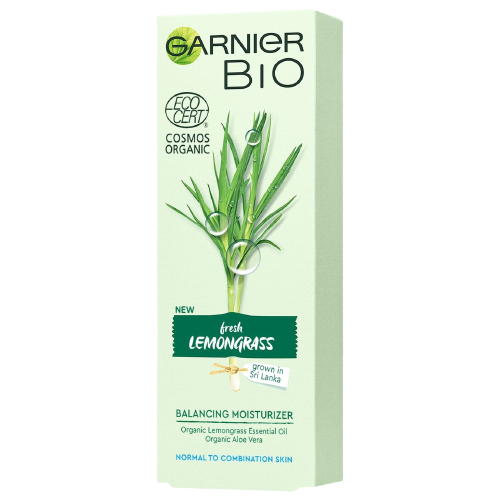 GARNIER
BIO
ECO
CERT®
COSMOS
ORGANIC
NEW
fresh
LEMONGRASS
grown in
Sri Lanka
BALANCING MOISTURIZER
Organic Lemongrass Essential Oil
Organic Aloe Vera
NORMAL TO COMBINATION SKIN